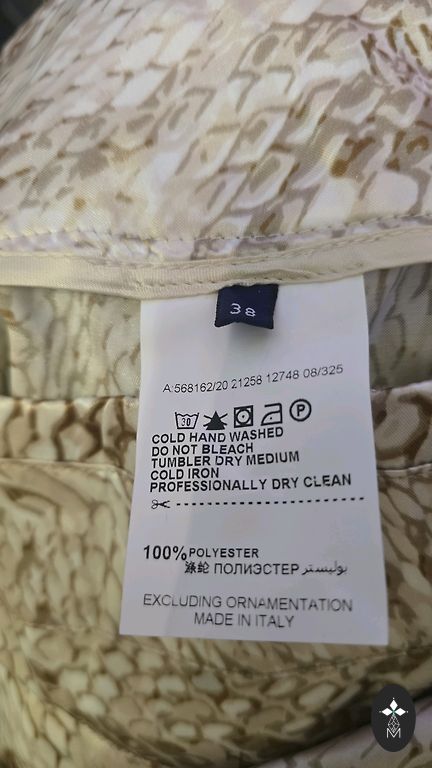 38
A:568162/20 21258 12748 08/325
30 P
COLD HAND WASHED
DO NOT BLEACH
TUMBLER DRY MEDIUM
COLD IRON
PROFESSIONALLY DRY CLEAN
100% POLYESTER
涤纶 ПОЛИЭСТЕР بوليستر
EXCLUDING ORNAMENTATION
MADE IN ITALY
M